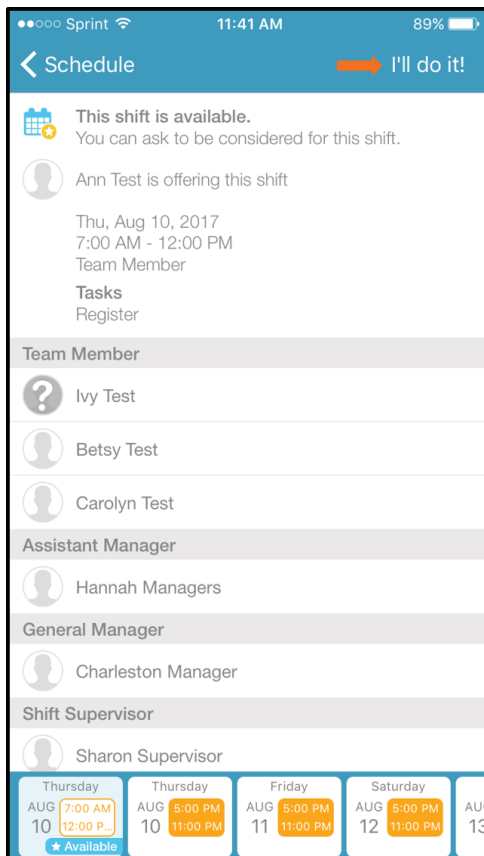 Sprint 11:41 AM 89%
Schedule I'll do it!
This shift is available.
You can ask to be considered for this shift.
Ann Test is offering this shift
Thu, Aug 10, 2017
7:00 AM - 12:00 PM
Team Member
Tasks
Register
Team Member
?
Ivy Test
Betsy Test
Carolyn Test
Assistant Manager
Hannah Managers
General Manager
Charleston Manager
Shift Supervisor
Sharon Supervisor
Thursday
AUG 7:00 AM
10 12:00 P...
Available
Thursday
AUG 5:00 PM
10 11:00 PM
Friday
AUG 5:00 PM
11 11:00 PM
Saturday
AUG 5:00 PM
12 11:00 PM
13